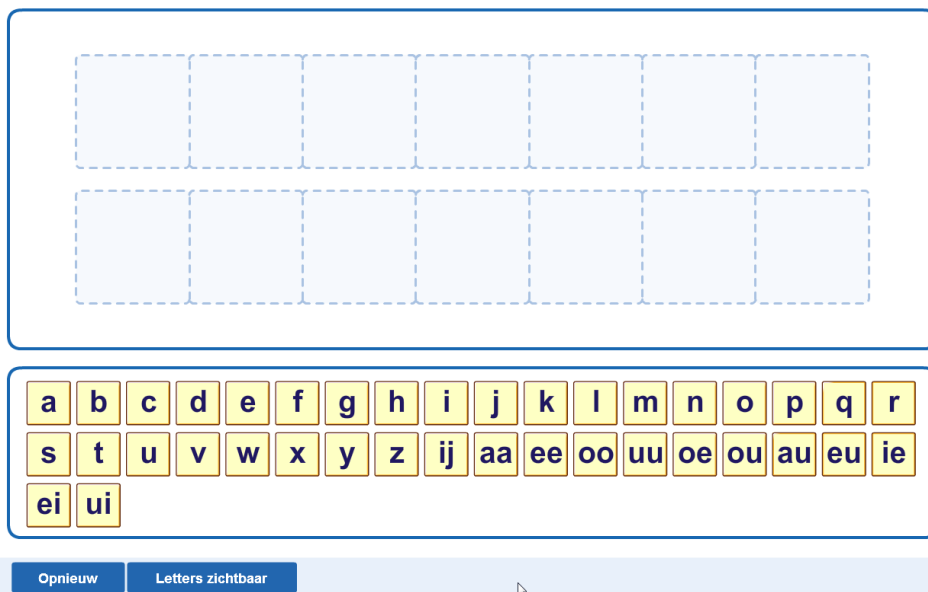 a b c d e f g h i j k l m n o p q r
s t u v w x y z ij aa ee oo uu oe ou au eu ie
ei ui
Opnieuw Letters zichtbaar